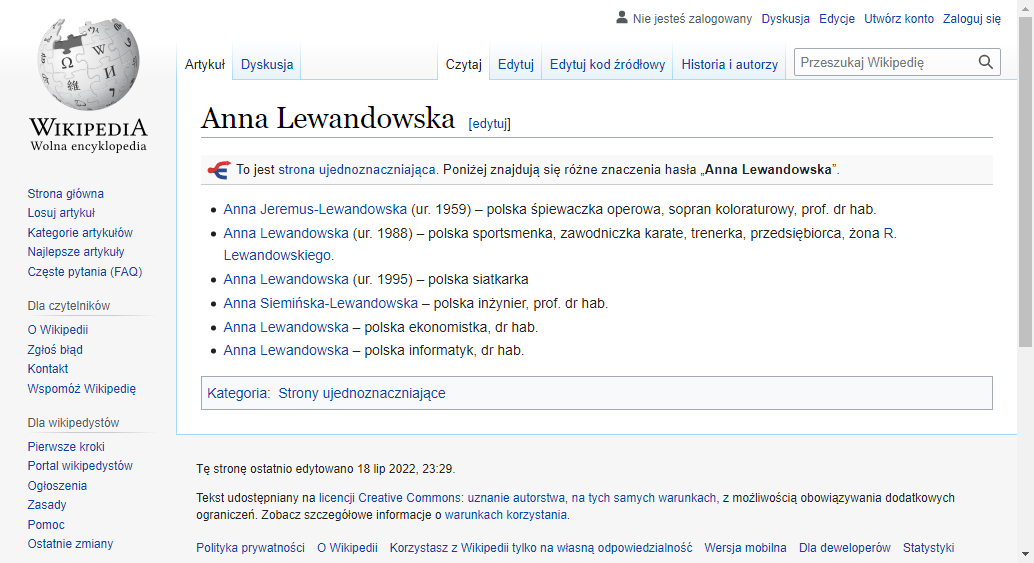 Nie jesteś zalogowany Dyskusja Edycje Utwórz konto Zaloguj się
Artykuł Dyskusja Czytaj Edytuj Edytuj kod źródłowy Historia i autorzy Przeszukaj Wikipedię
WIKIPEDIA
Wolna encyklopedia
Strona główna
Losuj artykuł
Kategorie artykułów
Najlepsze artykuły
Częste pytania (FAQ)
Dla czytelników
O Wikipedii
Zgłoś błąd
Kontakt
Wspomóż Wikipedię
Dla wikipedystów
Pierwsze kroki
Portal wikipedystów
Ogłoszenia
Zasady
Pomoc
Ostatnie zmiany
Anna Lewandowska [edytuj]
To jest strona ujednoznaczniająca. Poniżej znajdują się różne znaczenia hasła „Anna Lewandowska”.
• Anna Jeremus-Lewandowska (ur. 1959) – polska śpiewaczka operowa, sopran koloraturowy, prof. dr hab.
• Anna Lewandowska (ur. 1988) – polska sportsmenka, zawodniczka karate, trenerka, przedsiębiorca, żona R.
Lewandowskiego.
• Anna Lewandowska (ur. 1995) – polska siatkarka
• Anna Siemińska-Lewandowska – polska inżynier, prof. dr hab.
• Anna Lewandowska – polska ekonomistka, dr hab.
• Anna Lewandowska – polska informatyk, dr hab.
Kategoria: Strony ujednoznaczniające
Tę stronę ostatnio edytowano 18 lip 2022, 23:29.
Tekst udostępniany na licencji Creative Commons: uznanie autorstwa, na tych samych warunkach, z możliwością obowiązywania dodatkowych
ograniczeń. Zobacz szczegółowe informacje o warunkach korzystania.
Polityka prywatności O Wikipedii Korzystasz z Wikipedii tylko na własną odpowiedzialność Wersja mobilna Dla deweloperów Statystyki